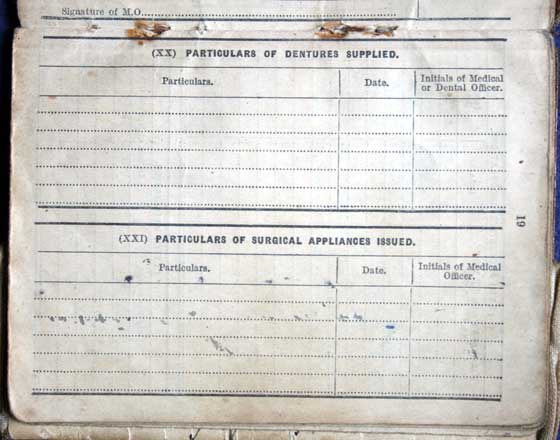 Signature of M.O.
(XX) PARTICULARS OF DENTURES SUPPLIED.
Particulars. Date. Initials of Medical
or Dental Officer.
19
(XXI) PARTICULARS OF SURGICAL APPLIANCES ISSUED.
Particulars. Date. Initials of Medical
Officer.